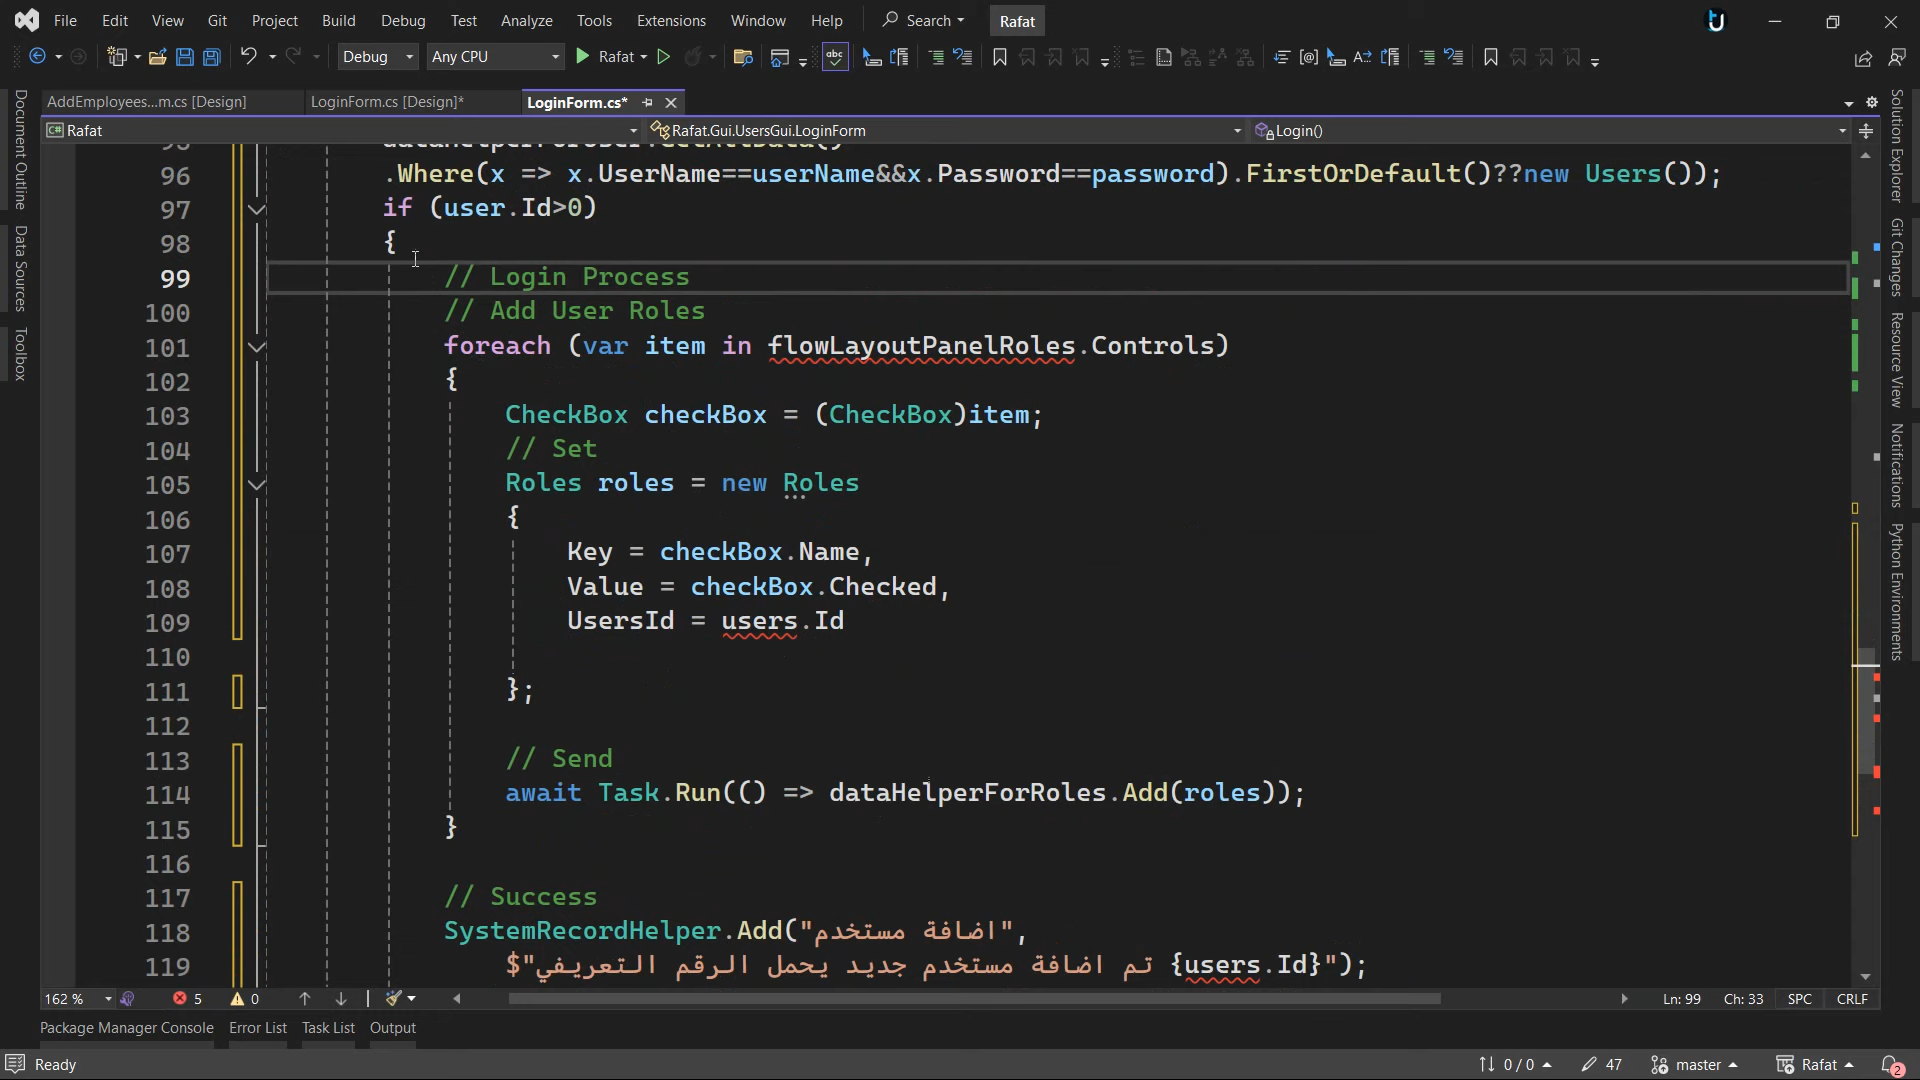 File Edit View Git Project Build Debug Test Analyze Tools Extensions Window Help Search Rafat
Debug Any CPU Rafat
AddEmployees...m.cs [Design] LoginForm.cs [Design]* LoginForm.cs*
Rafat Rafat.Gui.UsersGui.LoginForm Login()
96 .Where(x => x.UserName==userName&&x.Password==password).FirstOrDefault()??new Users());
97 if (user.Id>0)
98 {
99 // Login Process
100 // Add User Roles
101 foreach (var item in flowLayoutPanelRoles.Controls)
102 {
103 CheckBox checkBox = (CheckBox)item;
104 // Set
105 Roles roles = new Roles
106 {
107 Key = checkBox.Name,
108 Value = checkBox.Checked,
109 UsersId = users.Id
110
111 };
112
113 // Send
114 await Task.Run(() => dataHelperForRoles.Add(roles));
115 }
116
117 // Success
118 SystemRecordHelper.Add("اضافة مستخدم",
119 $"تم اضافة مستخدم جديد يحمل الرقم التعريفي {users.Id}");
162 % 5 0 Ln: 99 Ch: 33 SPC CRLF
Package Manager Console Error List Task List Output
Ready 0 / 0 47 master Rafat 2
Document Outline
Data Sources
Toolbox
Solution Explorer
Git Changes
Resource View
Notifications
Python Environments